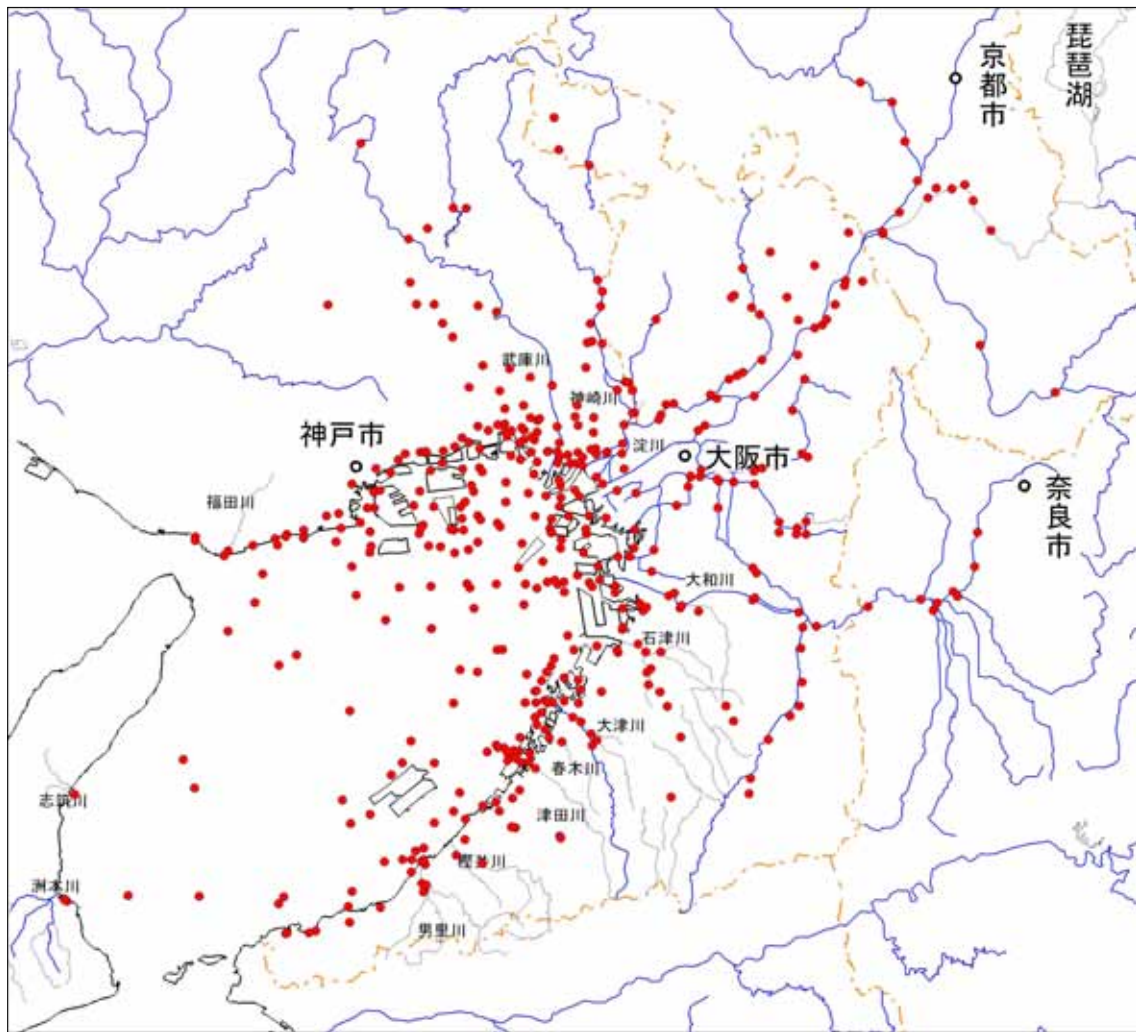 琵琶湖
京都市
武庫川
神崎川
神戸市
淀川
大阪市
奈良市
福田川
大和川
石津川
大津川
春木川
志筑川
津田川
樫井川
洲本川
男里川